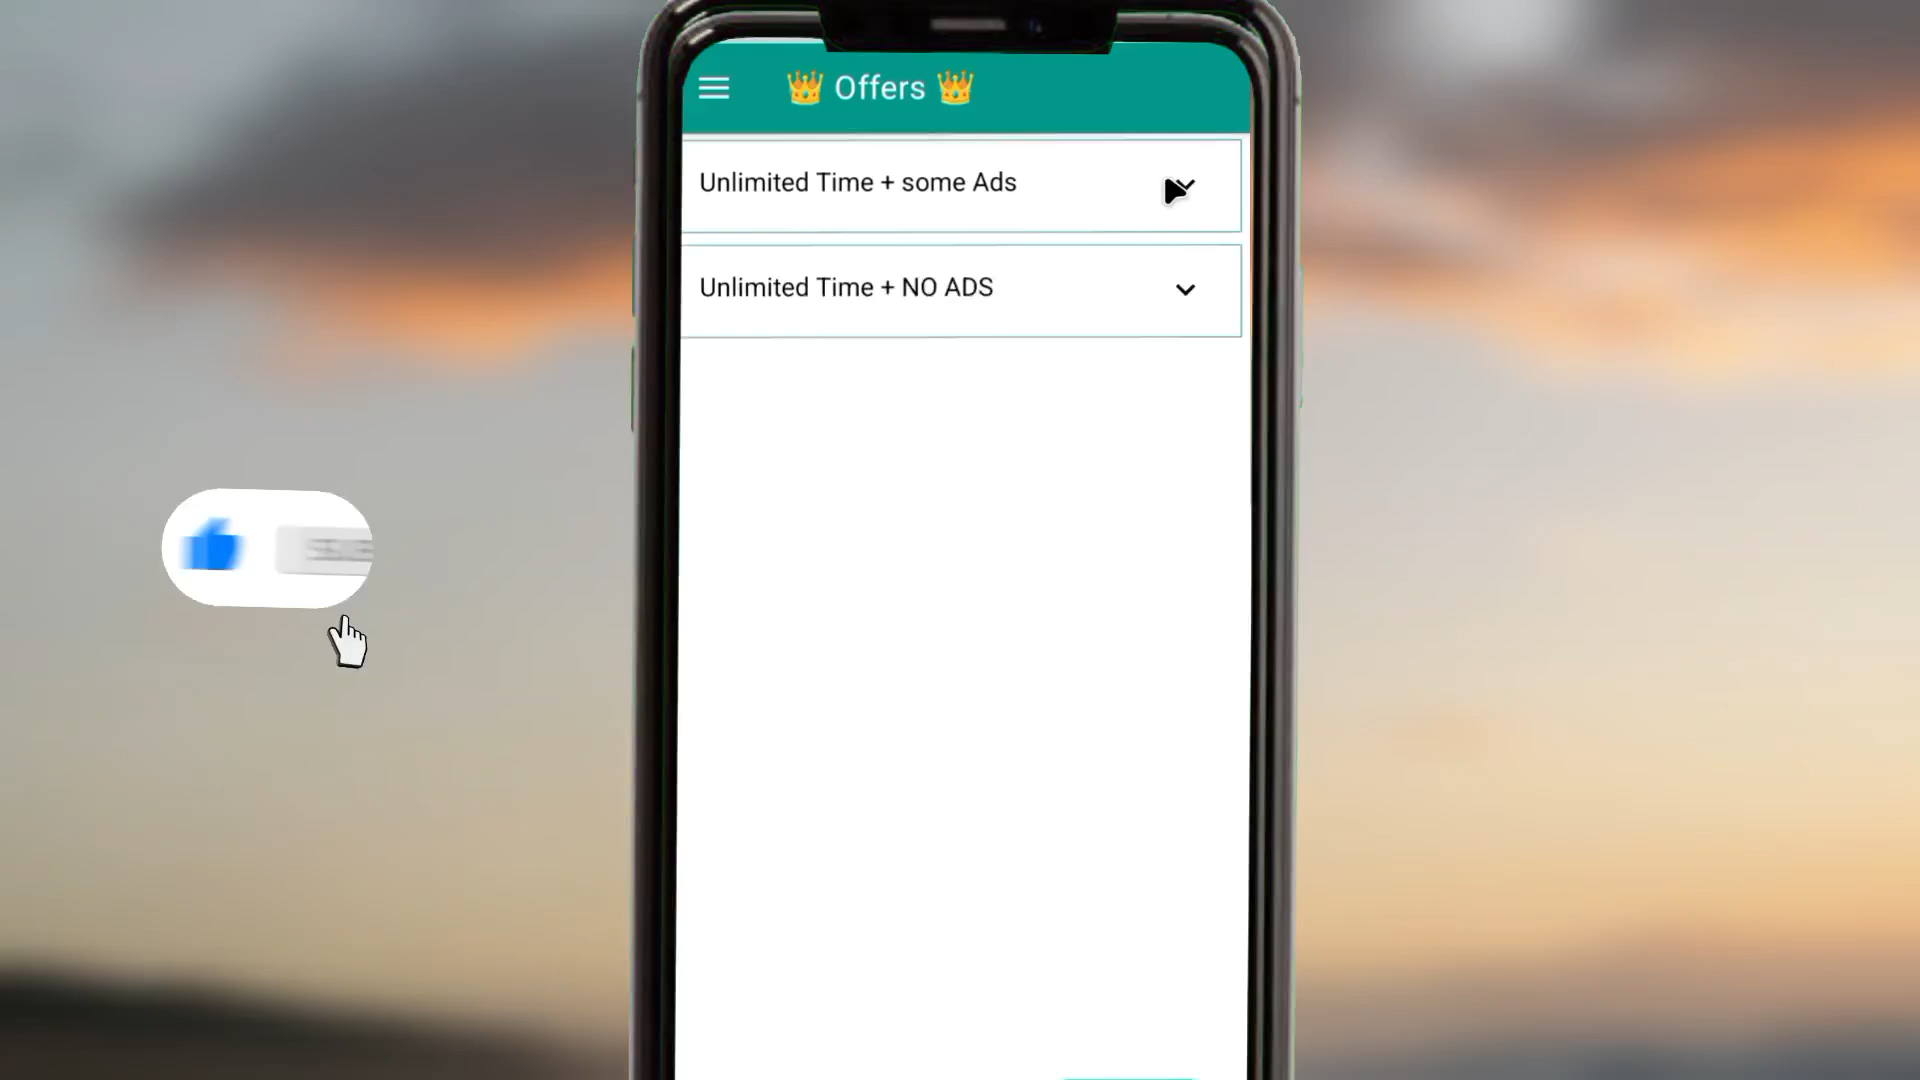 👑 Offers 👑
Unlimited Time + some Ads
Unlimited Time + NO ADS